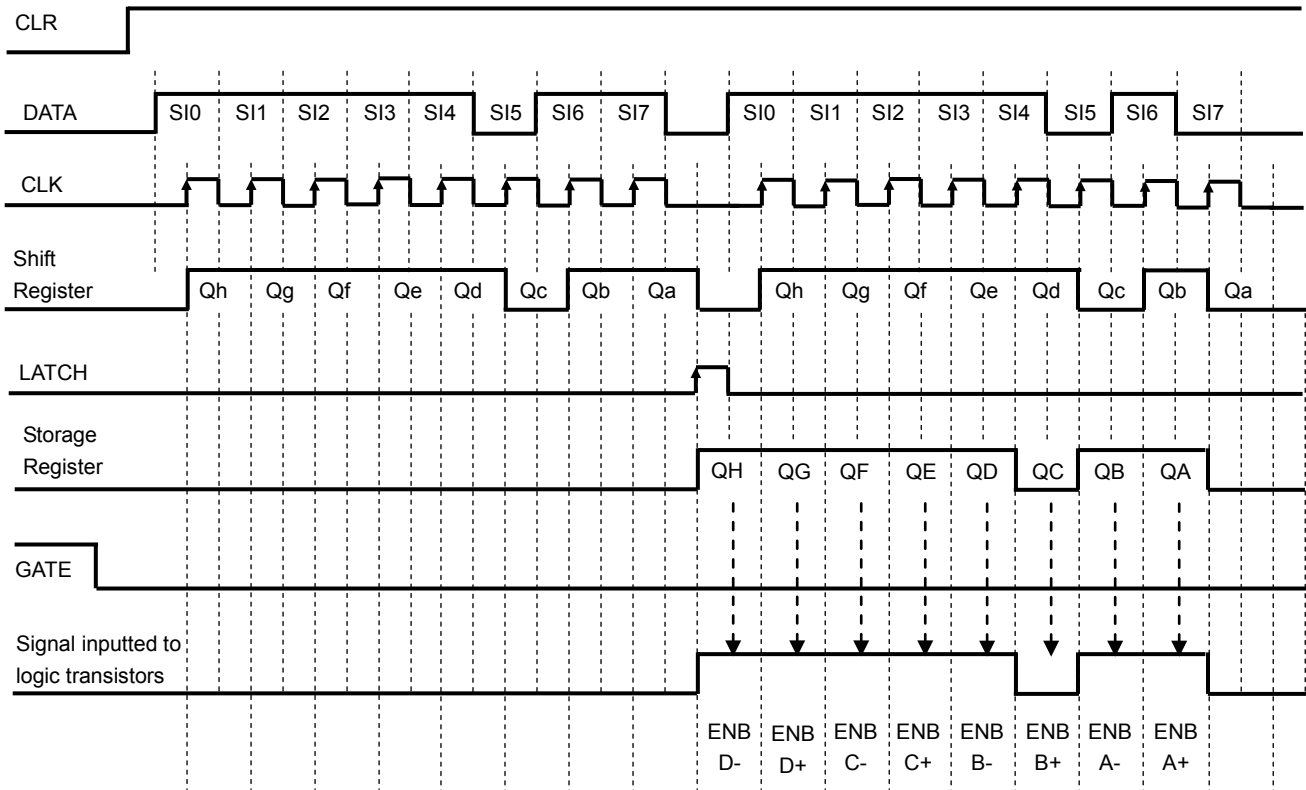 CLR
DATA
SI0 SI1 SI2 SI3 SI4 SI5 SI6 SI7 SI0 SI1 SI2 SI3 SI4 SI5 SI6 SI7
CLK
Shift
Register
Qh Qg Qf Qe Qd Qc Qb Qa Qh Qg Qf Qe Qd Qc Qb Qa
LATCH
Storage
Register
QH QG QF QE QD QC QB QA
GATE
Signal inputted to
logic transistors
ENB ENB ENB ENB ENB ENB ENB ENB
D- D+ C- C+ B- B+ A- A+